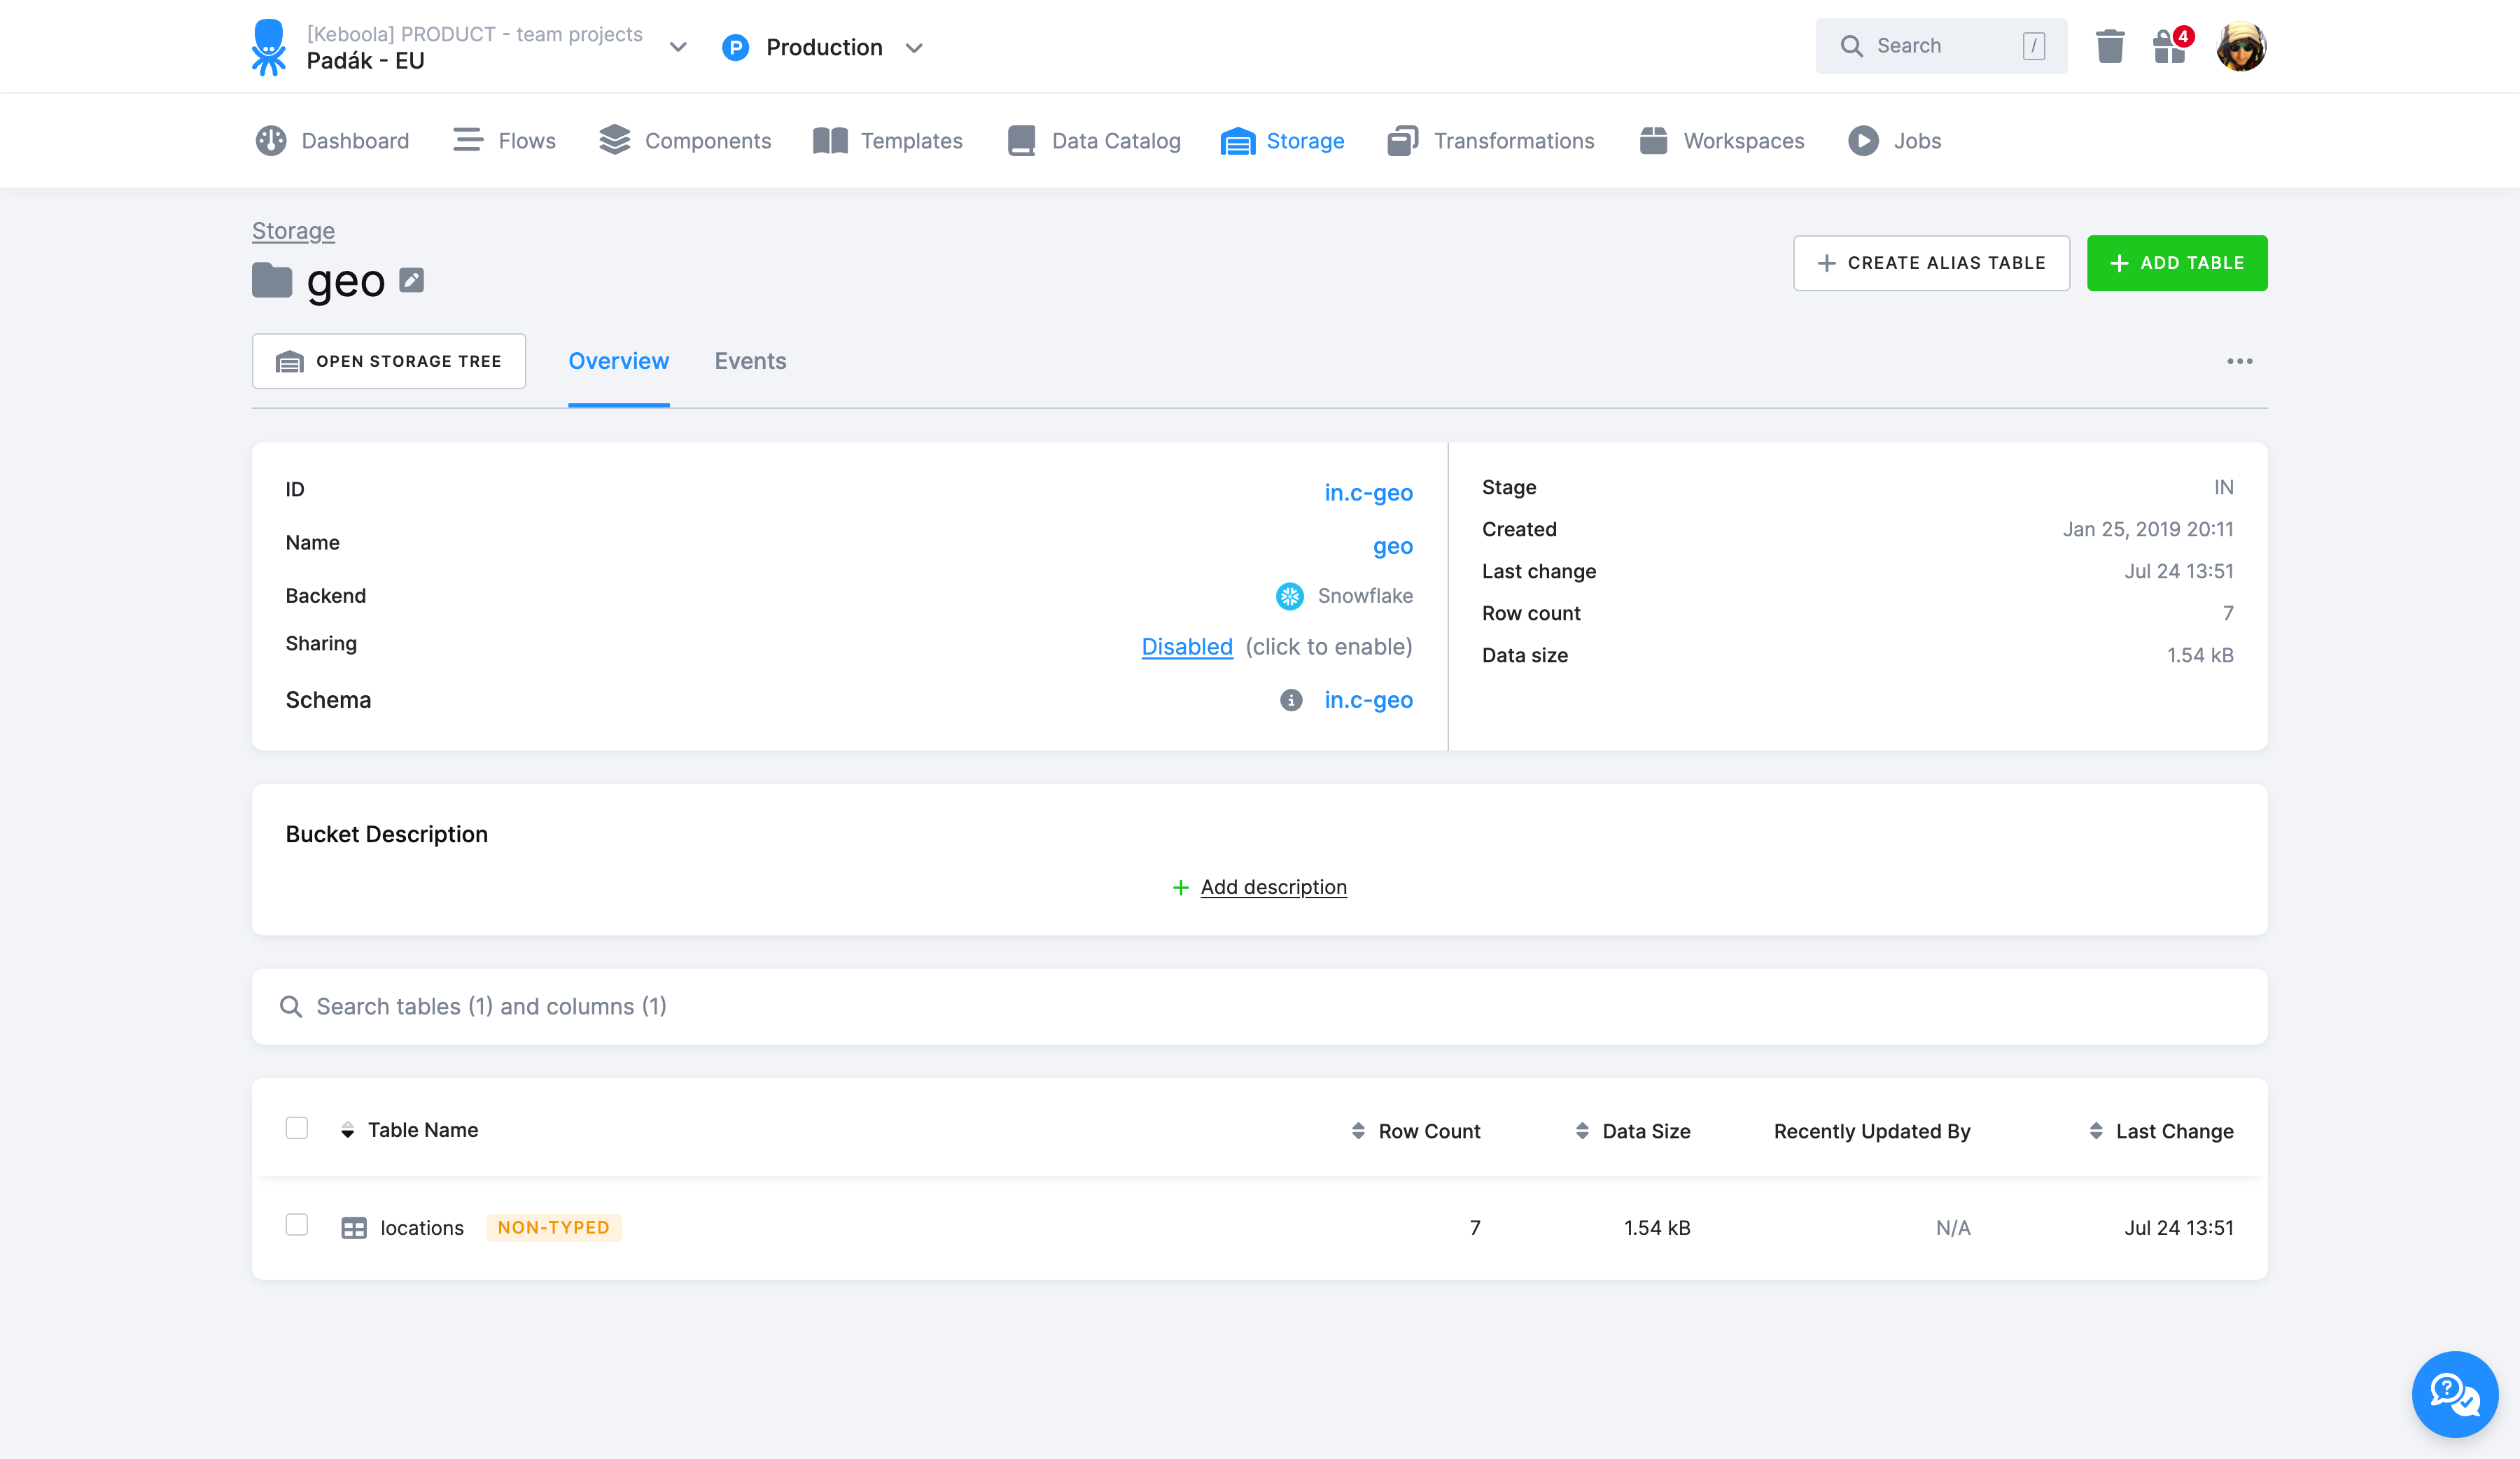 [Keboola] PRODUCT - team projects
Padák - EU
P Production
Search /
4
Dashboard Flows Components Templates Data Catalog Storage Transformations Workspaces Jobs
Storage
geo
CREATE ALIAS TABLE ADD TABLE
OPEN STORAGE TREE Overview Events
ID in.c-geo
Name geo
Backend Snowflake
Sharing Disabled (click to enable)
Schema in.c-geo
Stage IN
Created Jan 25, 2019 20:11
Last change Jul 24 13:51
Row count 7
Data size 1.54 kB
Bucket Description
+ Add description
Search tables (1) and columns (1)
Table Name Row Count Data Size Recently Updated By Last Change
locations NON-TYPED 7 1.54 kB N/A Jul 24 13:51